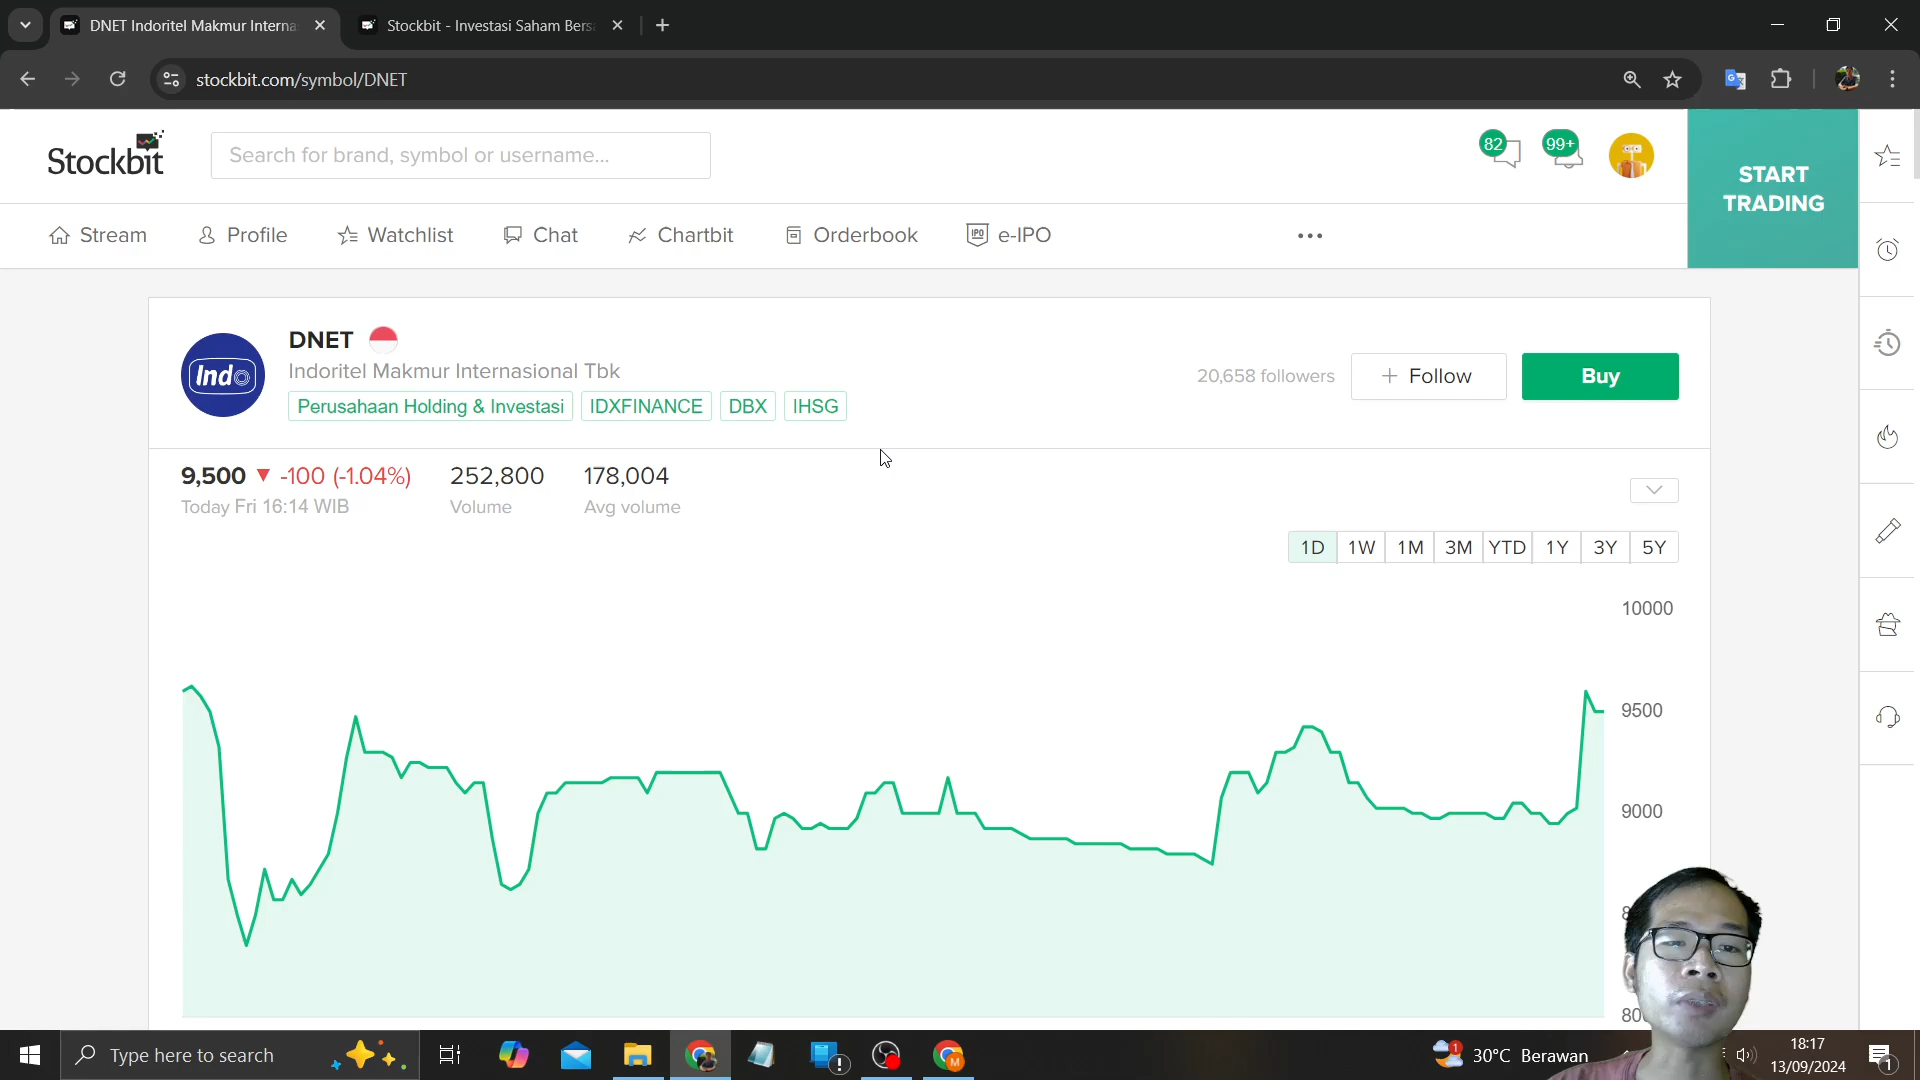 DNET Indoritel Makmur Interna
Stockbit - Investasi Saham Bers
stockbit.com/symbol/DNET
Stockbit
Search for brand, symbol or username...
82
99+
START
TRADING
Stream
Profile
Watchlist
Chat
Chartbit
Orderbook
IPO
e-IPO
Indo
DNET
Indoritel Makmur Internasional Tbk
Perusahaan Holding & Investasi
IDXFINANCE
DBX
IHSG
20,658 followers
+ Follow
Buy
9,500 ▼ -100 (-1.04%)
Today Fri 16:14 WIB
252,800
Volume
178,004
Avg volume
1D 1W 1M 3M YTD 1Y 3Y 5Y
10000
9500
9000
Type here to search
M
1
30°C Berawan
18:17
13/09/2024
1